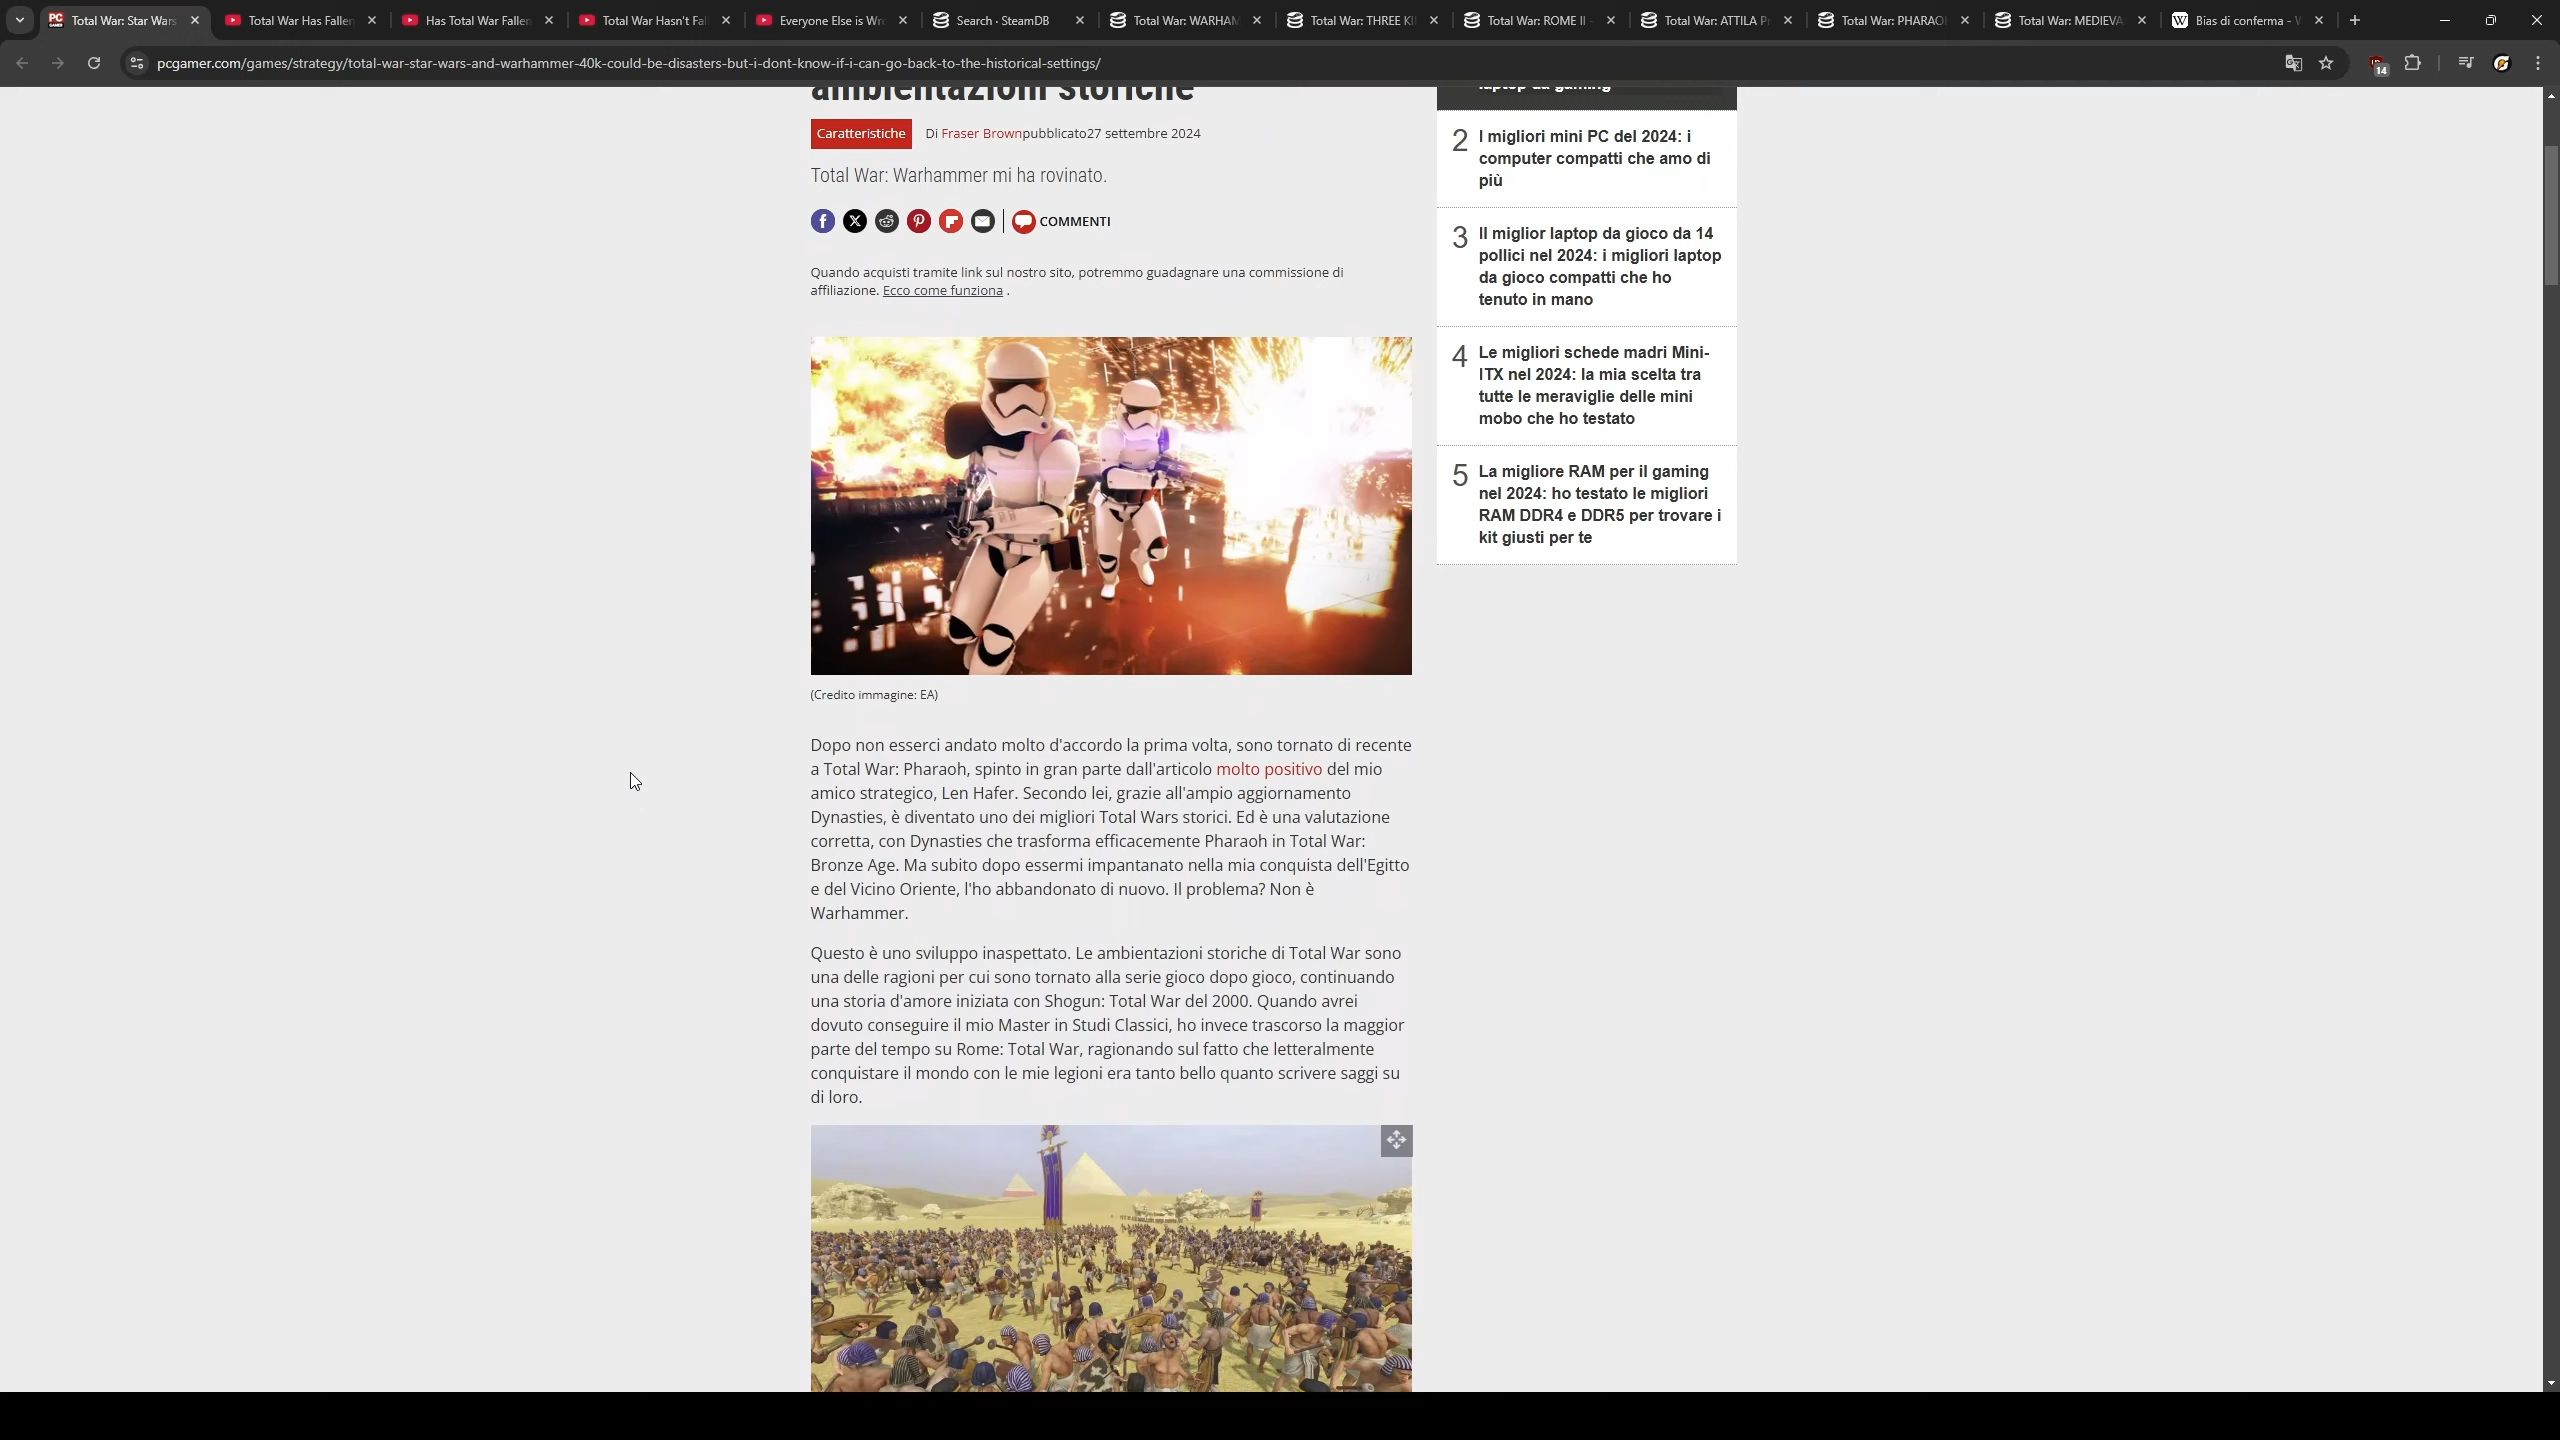 Total War: Star Wars
Total War Has Fallen
Has Total War Fallen
Total War Hasn't Fal
Everyone Else is Wr
Search · SteamDB
Total War: WARHAM
Total War: THREE KI
Total War: ROME II -
Total War: ATTILA P
Total War: PHARAO
Total War: MEDIEVA
Bias di conferma -
pcgamer.com/games/strategy/total-war-star-wars-and-warhammer-40k-could-be-disasters-but-i-dont-know-if-i-can-go-back-to-the-historical-settings/
14
ambientazioni storiche
Caratteristiche
Di Fraser Brownpubblicato27 settembre 2024
Total War: Warhammer mi ha rovinato.
COMMENTI
Quando acquisti tramite link sul nostro sito, potremmo guadagnare una commissione di
affiliazione. Ecco come funziona .
(Credito immagine: EA)
Dopo non esserci andato molto d'accordo la prima volta, sono tornato di recente
a Total War: Pharaoh, spinto in gran parte dall'articolo molto positivo del mio
amico strategico, Len Hafer. Secondo lei, grazie all'ampio aggiornamento
Dynasties, è diventato uno dei migliori Total Wars storici. Ed è una valutazione
corretta, con Dynasties che trasforma efficacemente Pharaoh in Total War:
Bronze Age. Ma subito dopo essermi impantanato nella mia conquista dell'Egitto
e del Vicino Oriente, l'ho abbandonato di nuovo. Il problema? Non è
Warhammer.
Questo è uno sviluppo inaspettato. Le ambientazioni storiche di Total War sono
una delle ragioni per cui sono tornato alla serie gioco dopo gioco, continuando
una storia d'amore iniziata con Shogun: Total War del 2000. Quando avrei
dovuto conseguire il mio Master in Studi Classici, ho invece trascorso la maggior
parte del tempo su Rome: Total War, ragionando sul fatto che letteralmente
conquistare il mondo con le mie legioni era tanto bello quanto scrivere saggi su
di loro.
laptop da gaming
2
I migliori mini PC del 2024: i
computer compatti che amo di
più
3
Il miglior laptop da gioco da 14
pollici nel 2024: i migliori laptop
da gioco compatti che ho
tenuto in mano
4
Le migliori schede madri Mini-
ITX nel 2024: la mia scelta tra
tutte le meraviglie delle mini
mobo che ho testato
5
La migliore RAM per il gaming
nel 2024: ho testato le migliori
RAM DDR4 e DDR5 per trovare i
kit giusti per te